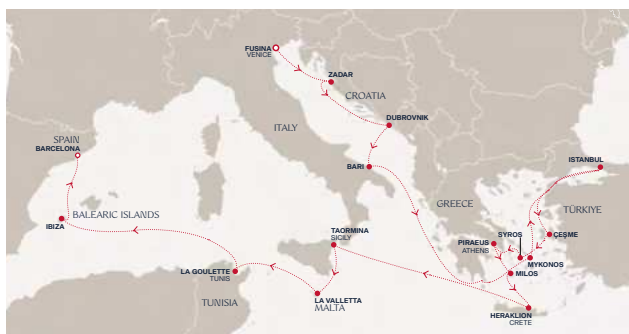 FUSINA
VENICE
ZADAR
CROATIA
DUBROVNIK
ITALY
SPAIN
BARCELONA
BARI
ISTANBUL
GREECE
TÜRKIYE
BALEARIC ISLANDS
IBIZA
SYROS
ÇEŞME
TAORMINA
SICILY
PIRAEUS
ATHENS
MYKONOS
MILOS
LA GOULETTE
TUNIS
TUNISIA
LA VALLETTA
MALTA
HERAKLION
CRETE